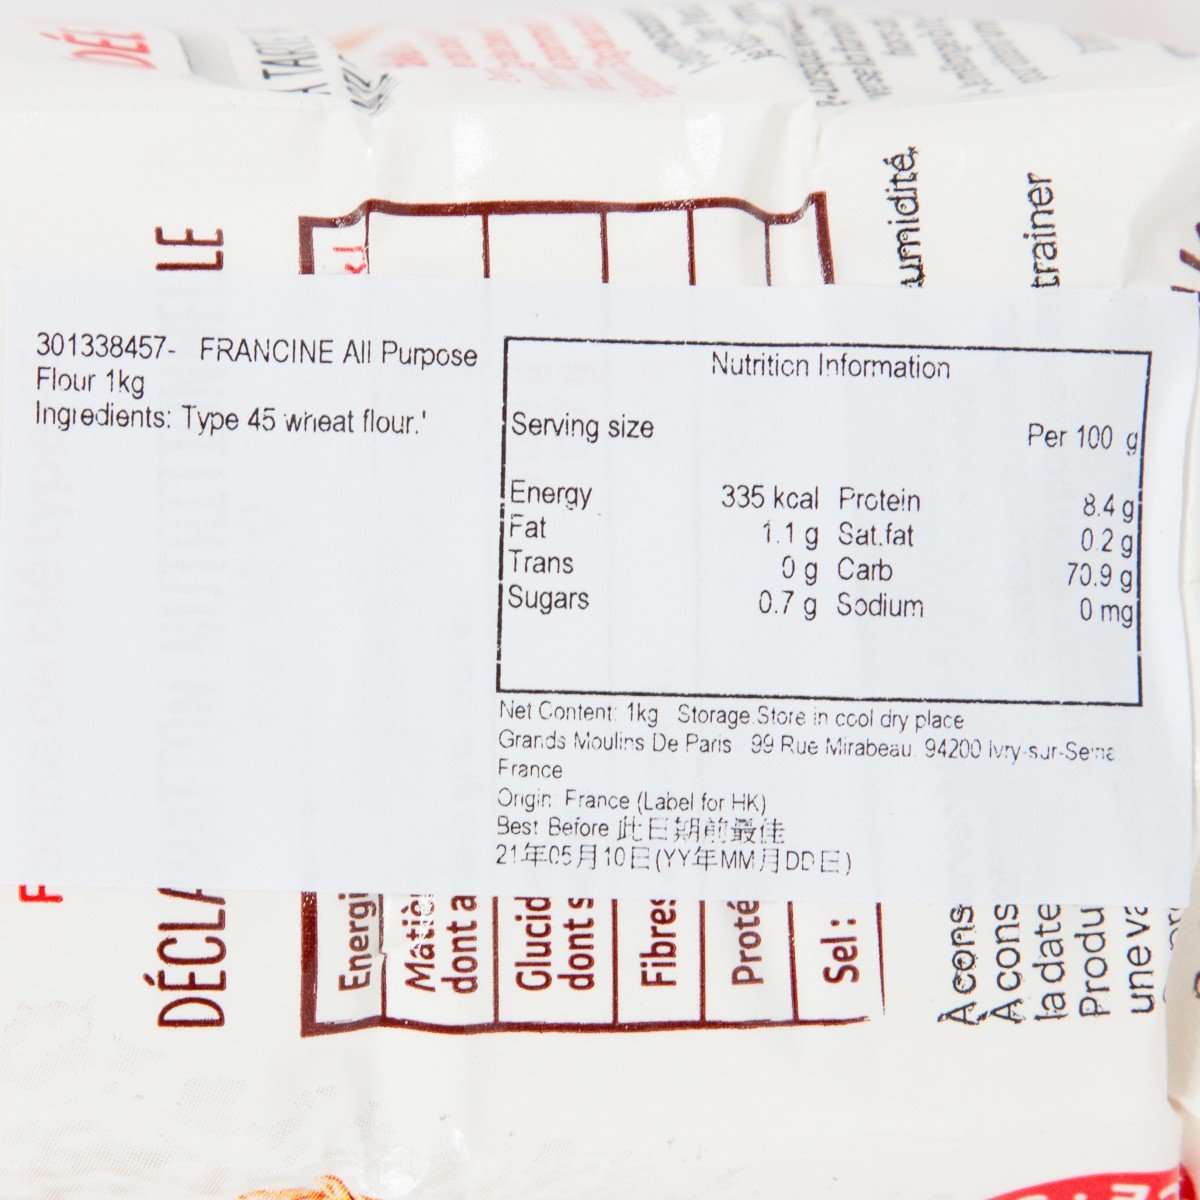 301338457- FRANCINE All Purpose
Flour 1kg
Ingredients: Type 45 wheat flour.'
Nutrition Information
Serving size Per 100 g
Energy 335 kcal Protein 8.4 g
Fat 1.1 g Sat.fat 0.2 g
Trans 0 g Carb 70.9 g
Sugars 0.7 g Sodium 0 mg
Net Content: 1kg Storage:Store in cool dry place
Grands Moulins De Paris 99 Rue Mirabeau, 94200 Ivry-sur-Seine
France
Origin: France (Label for HK)
Best Before 此日期前最佳
21年05月10日(YY年MM月DD日)
DÉCLA
LE
Energi
Matièr
dont a
Glucid
dont s
Fibres
Proté
Sel :
umidité,
trainer
À cons
A cons
la date
Produ
une va
DÉ
À TART